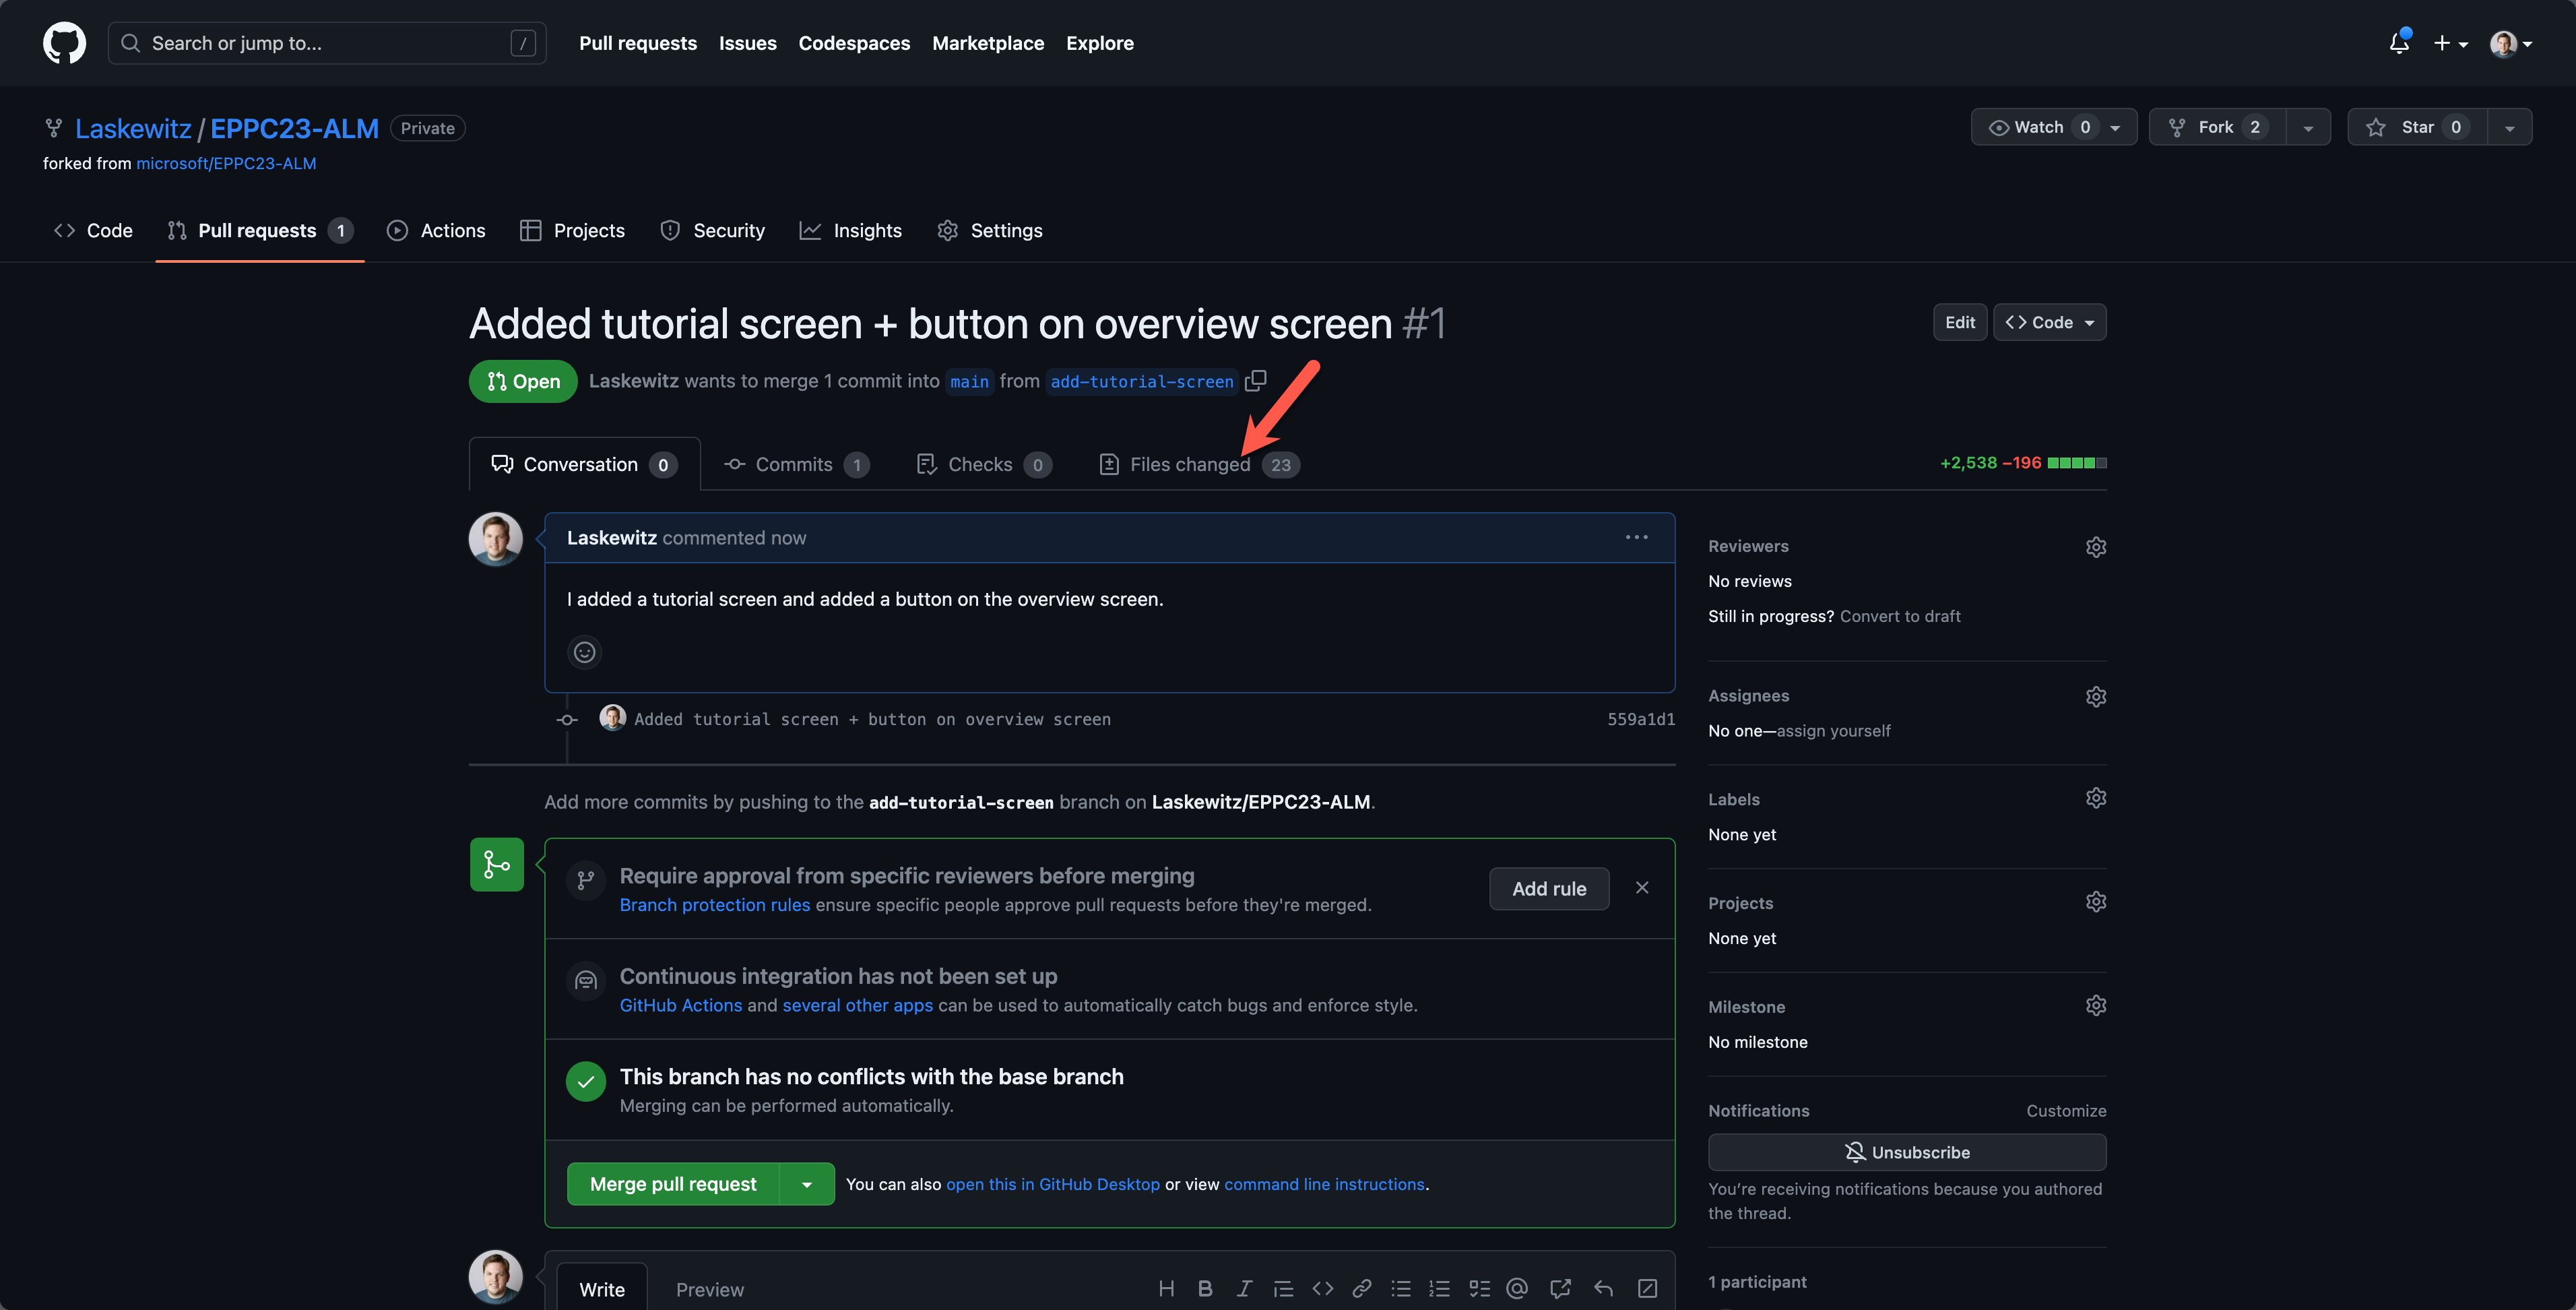 Search or jump to... /
Pull requests Issues Codespaces Marketplace Explore
Laskewitz / EPPC23-ALM Private
forked from microsoft/EPPC23-ALM
Watch 0 Fork 2 Star 0
Code Pull requests 1 Actions Projects Security Insights Settings
Added tutorial screen + button on overview screen #1
Edit <> Code
Open Laskewitz wants to merge 1 commit into main from add-tutorial-screen
Conversation 0 Commits 1 Checks 0 Files changed 23
+2,538 −196
Laskewitz commented now
I added a tutorial screen and added a button on the overview screen.
Added tutorial screen + button on overview screen 559a1d1
Add more commits by pushing to the add-tutorial-screen branch on Laskewitz/EPPC23-ALM.
Require approval from specific reviewers before merging
Branch protection rules ensure specific people approve pull requests before they're merged.
Add rule
Continuous integration has not been set up
GitHub Actions and several other apps can be used to automatically catch bugs and enforce style.
This branch has no conflicts with the base branch
Merging can be performed automatically.
Merge pull request You can also open this in GitHub Desktop or view command line instructions.
Write Preview
Reviewers
No reviews
Still in progress? Convert to draft
Assignees
No one—assign yourself
Labels
None yet
Projects
None yet
Milestone
No milestone
Notifications Customize
Unsubscribe
You're receiving notifications because you authored
the thread.
1 participant